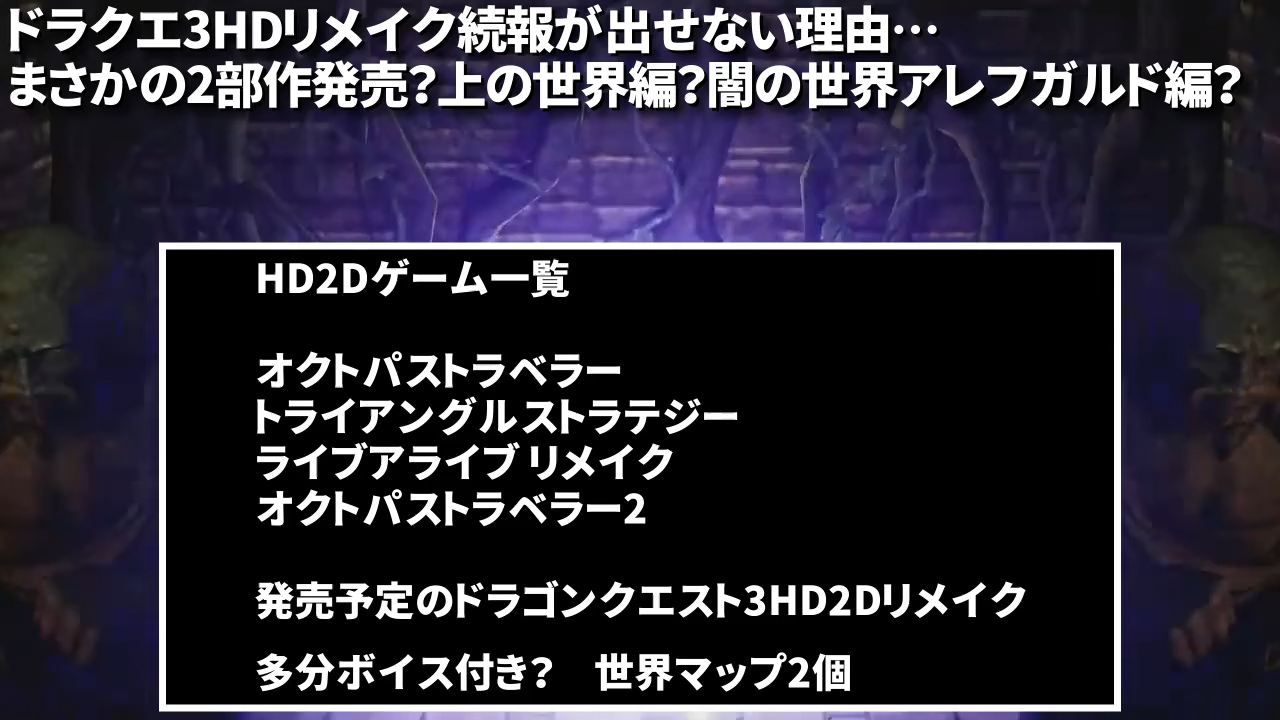 ドラクエ3HDリメイク続報が出せない理由…
まさかの2部作発売？上の世界編？闇の世界アレフガルド編？
HD2Dゲーム一覧
オクトパストラベラー
トライアングルストラテジー
ライブアライブリメイク
オクトパストラベラー2
発売予定のドラゴンクエスト3HD2Dリメイク
多分ボイス付き？　世界マップ2個